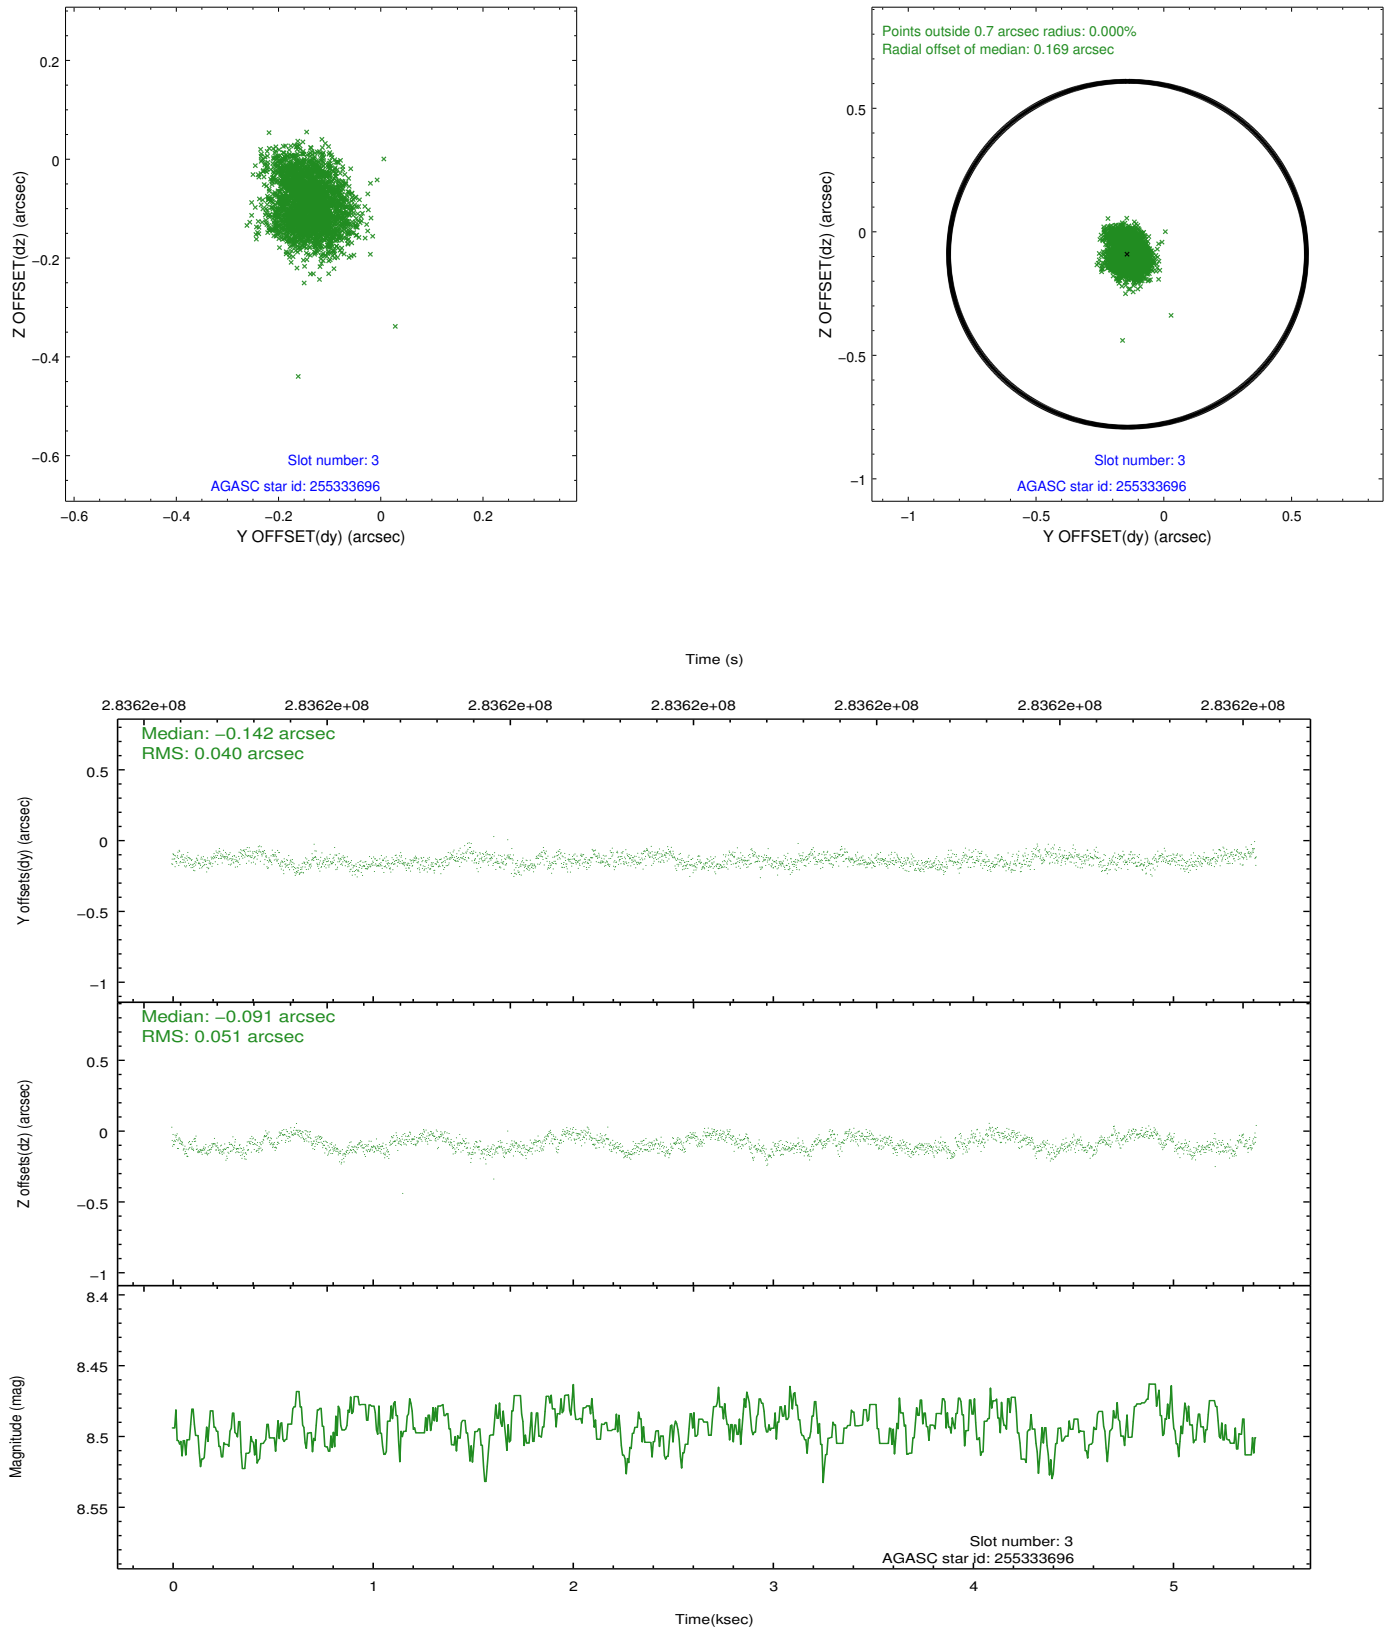 0.2
0
−0.2
−0.4
−0.6
Z OFFSET(dz) (arcsec)
Slot number: 3
AGASC star id: 255333696
−0.6 −0.4 −0.2 0 0.2
Y OFFSET(dy) (arcsec)
Points outside 0.7 arcsec radius: 0.000%
Radial offset of median: 0.169 arcsec
0.5
0
−0.5
−1
Z OFFSET(dz) (arcsec)
Slot number: 3
AGASC star id: 255333696
−1 −0.5 0 0.5
Y OFFSET(dy) (arcsec)
Time (s)
2.8362e+08 2.8362e+08 2.8362e+08 2.8362e+08 2.8362e+08 2.8362e+08 2.8362e+08
Median: −0.142 arcsec
RMS: 0.040 arcsec
0.5
0
−0.5
−1
Y offsets(dy) (arcsec)
Median: −0.091 arcsec
RMS: 0.051 arcsec
0.5
0
−0.5
−1
Z offsets(dz) (arcsec)
8.4
8.45
8.5
8.55
Magnitude (mag)
Slot number: 3
AGASC star id: 255333696
0 1 2 3 4 5
Time(ksec)